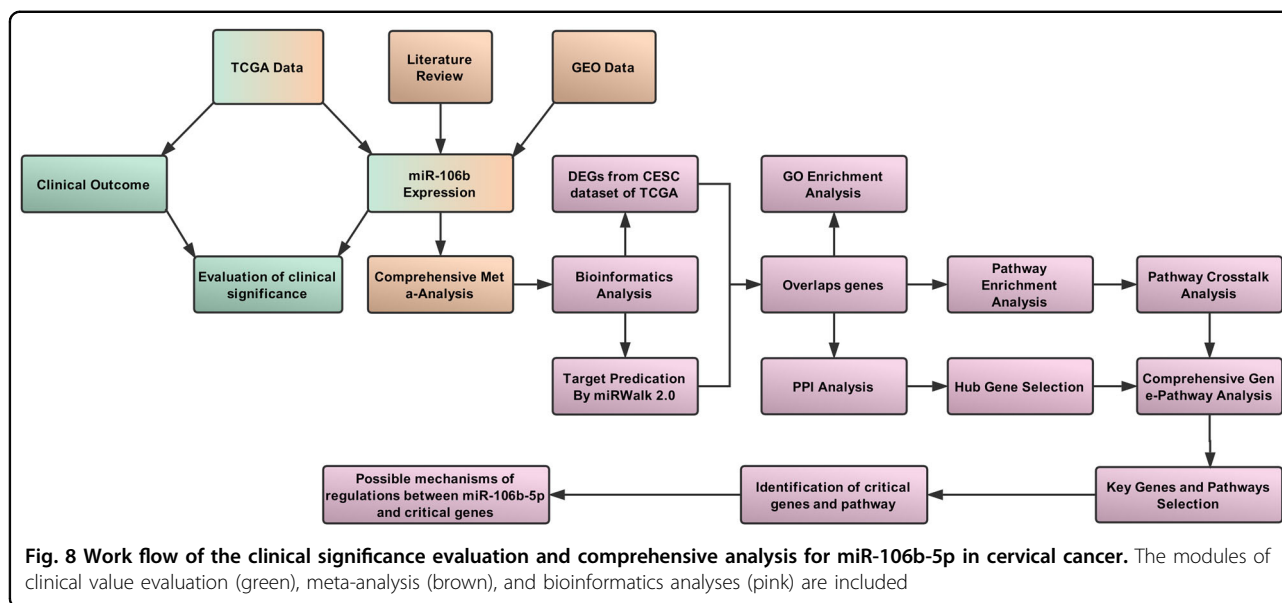 TCGA Data
Literature
Review
GEO Data
Clinical Outcome
miR-106b
Expression
DEGs from CESC
dataset of TCGA
GO Enrichment
Analysis
Evaluation of clinical
significance
Comprehensive Met
a-Analysis
Bioinformatics
Analysis
Overlaps genes
Pathway
Enrichment
Analysis
Pathway Crosstalk
Analysis
Target Predication
By miRWalk 2.0
PPI Analysis
Hub Gene Selection
Comprehensive Gen
e-Pathway Analysis
Possible mechanisms of
regulations between miR-106b-5p
and critical genes
Identification of critical
genes and pathway
Key Genes and Pathways
Selection
Fig. 8 Work flow of the clinical significance evaluation and comprehensive analysis for miR-106b-5p in cervical cancer. The modules of
clinical value evaluation (green), meta-analysis (brown), and bioinformatics analyses (pink) are included